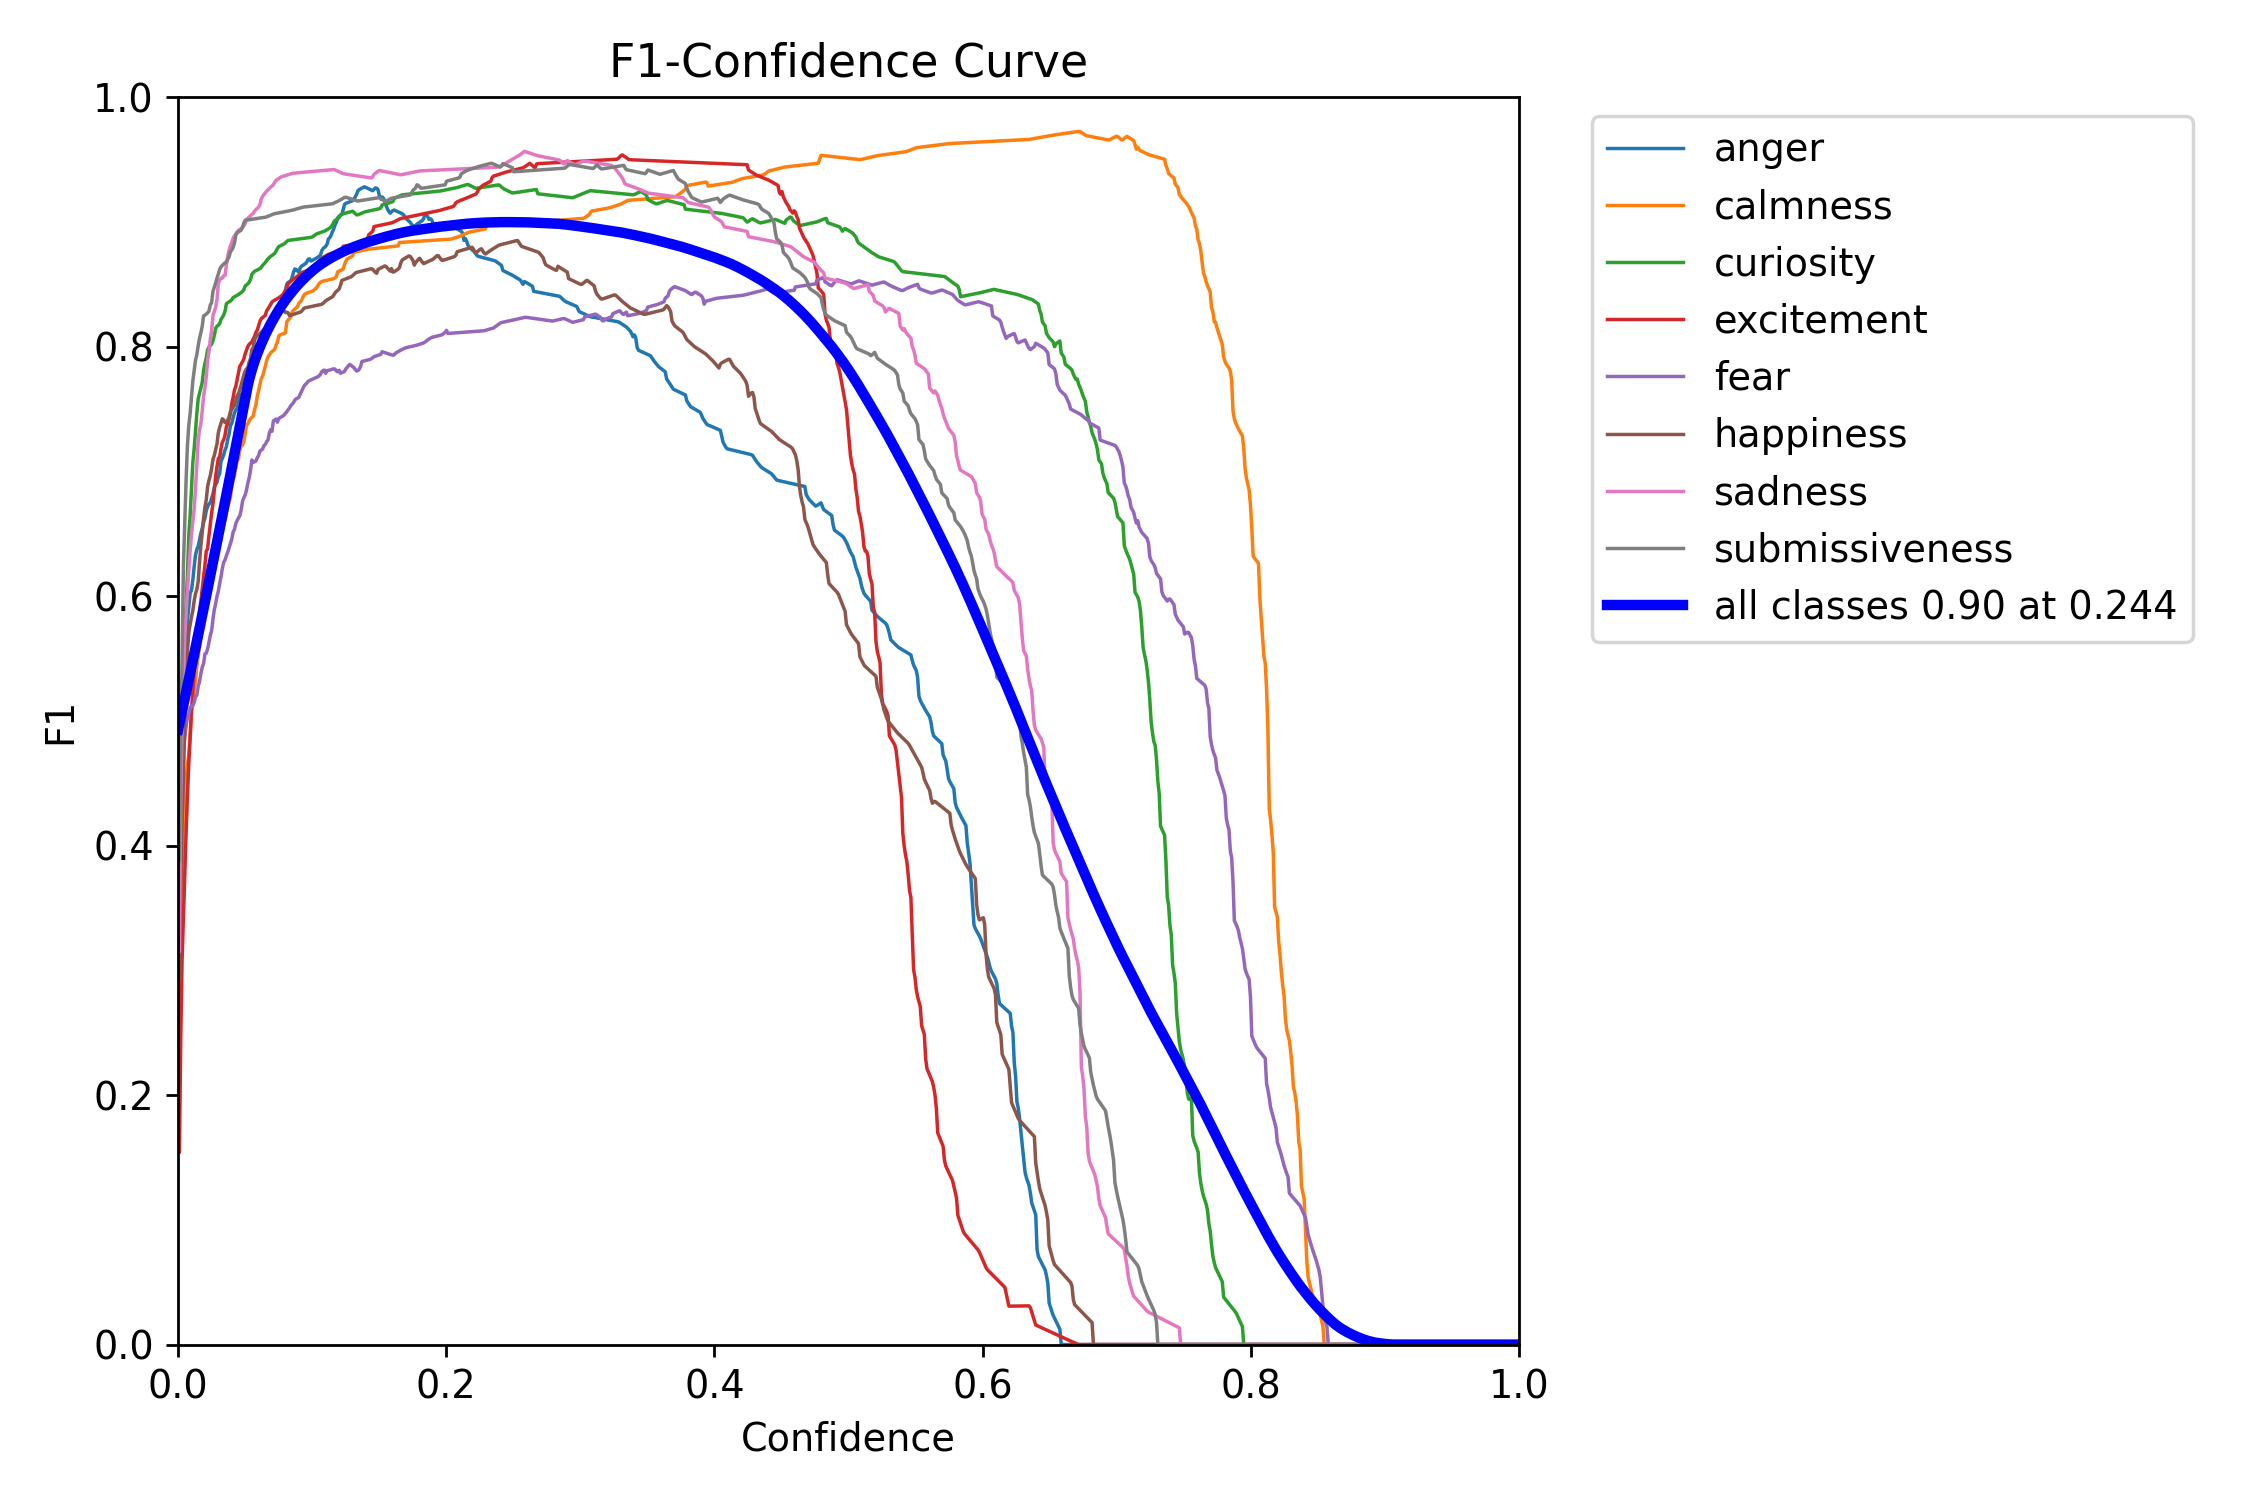 F1-Confidence Curve
1.0
0.8
0.6
0.4
0.2
0.0
F1
0.0 0.2 0.4 0.6 0.8 1.0
Confidence
anger
calmness
curiosity
excitement
fear
happiness
sadness
submissiveness
all classes 0.90 at 0.244